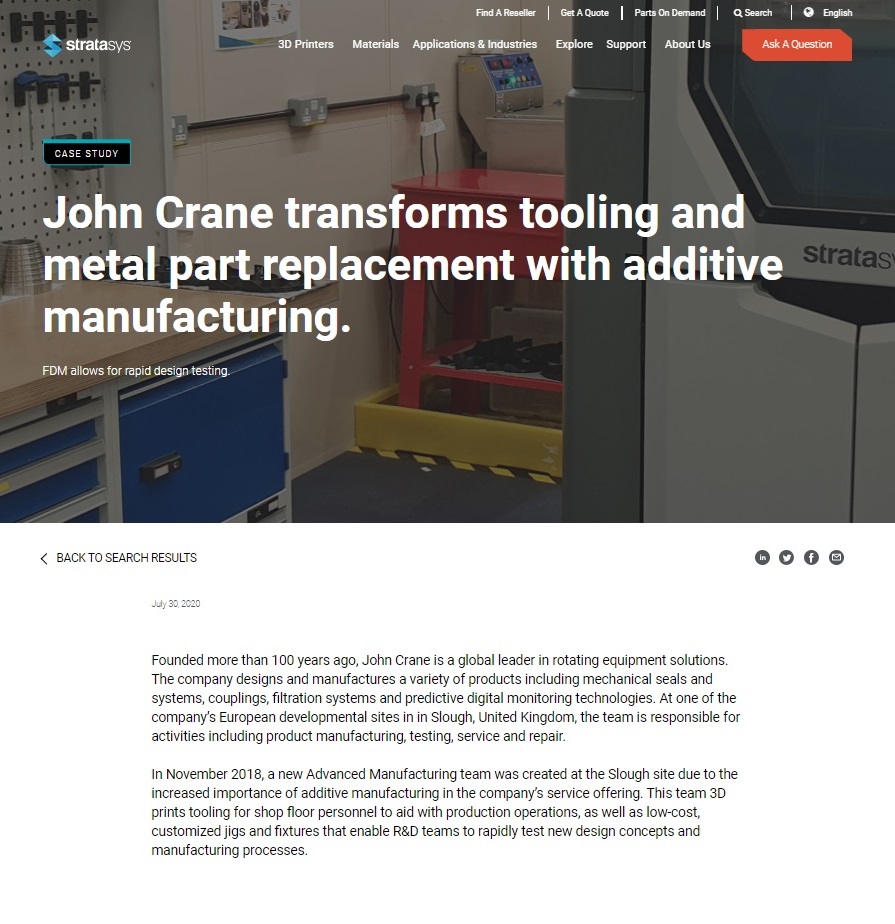 Find A Reseller
Get A Quote
Parts On Demand
Search
English
stratasys
3D Printers
Materials
Applications & Industries
Explore
Support
About Us
Ask A Question
CASE STUDY
John Crane transforms tooling and
metal part replacement with additive
manufacturing.
stratasy
FDM allows for rapid design testing.
BACK TO SEARCH RESULTS
in
f
July 30, 2020
Founded more than 100 years ago, John Crane is a global leader in rotating equipment solutions.
The company designs and manufactures a variety of products including mechanical seals and
systems, couplings, filtration systems and predictive digital monitoring technologies. At one of the
company’s European developmental sites in in Slough, United Kingdom, the team is responsible for
activities including product manufacturing, testing, service and repair.
In November 2018, a new Advanced Manufacturing team was created at the Slough site due to the
increased importance of additive manufacturing in the company’s service offering. This team 3D
prints tooling for shop floor personnel to aid with production operations, as well as low-cost,
customized jigs and fixtures that enable R&D teams to rapidly test new design concepts and
manufacturing processes.